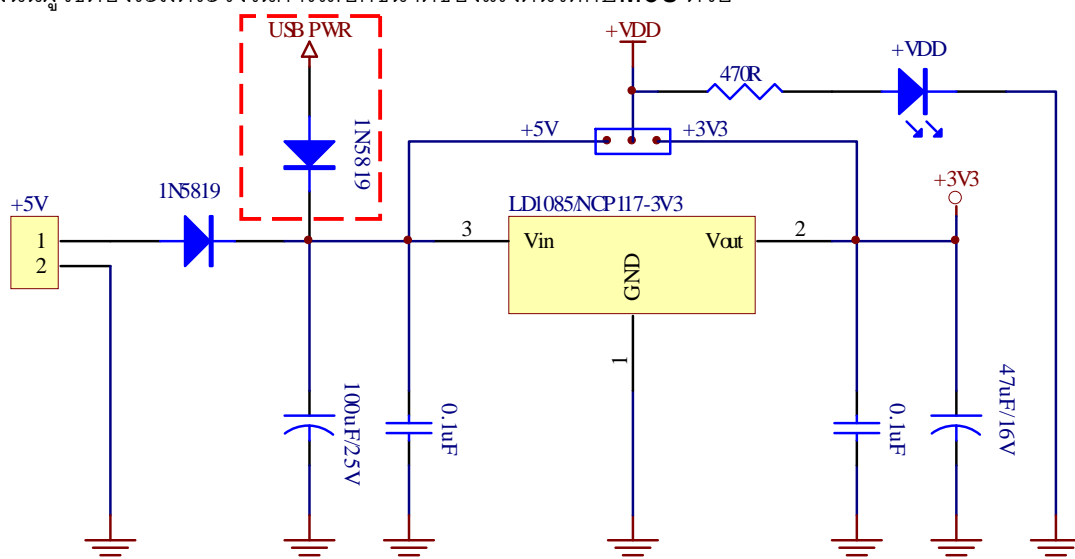 MCU
USB PWR
+VDD
+VDD
470R
1N5819
+5V
+3V3
1N5819
+5V
LD1085/NCP117-3V3
+3V3
1
2
3
Vin
Vout
2
GND
1
100uF/25V
0.1uF
0.1uF
47uF/16V